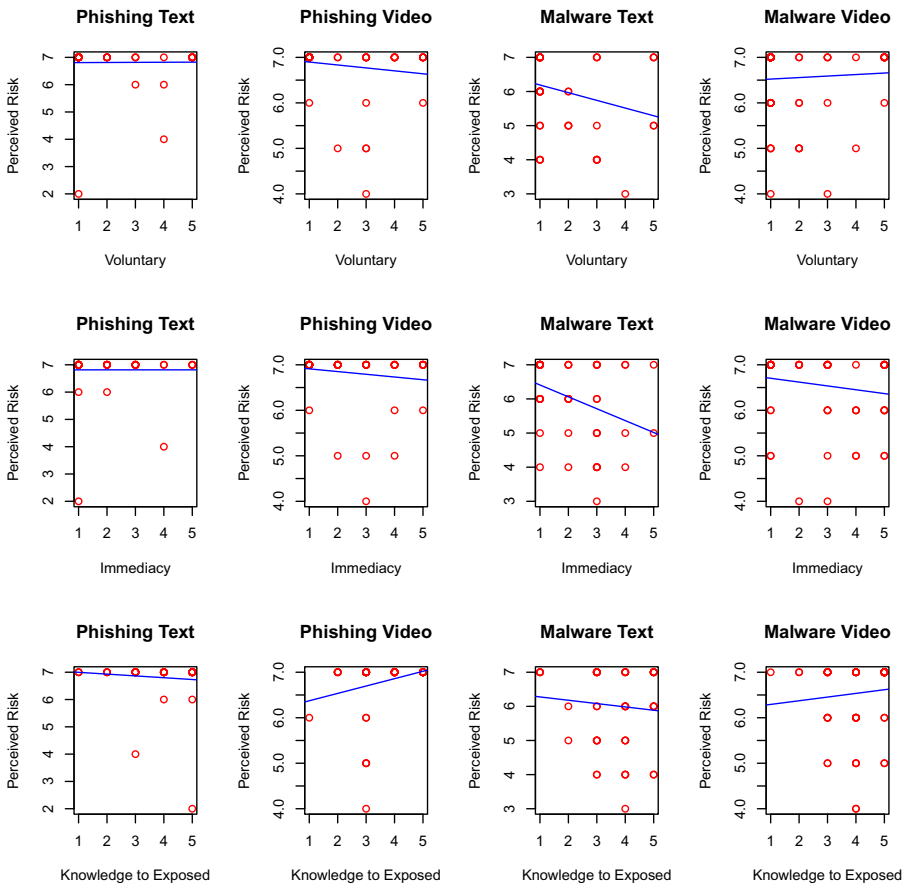 Phishing Text Phishing Video Malware Text Malware Video
Perceived Risk Perceived Risk Perceived Risk Perceived Risk
7 6 5 4 3 2
7.0 6.0 5.0 4.0
7 6 5 4 3
7.0 6.0 5.0 4.0
1 2 3 4 5 1 2 3 4 5 1 2 3 4 5 1 2 3 4 5
Voluntary Voluntary Voluntary Voluntary
Phishing Text Phishing Video Malware Text Malware Video
Perceived Risk Perceived Risk Perceived Risk Perceived Risk
7 6 5 4 3 2
7.0 6.0 5.0 4.0
7 6 5 4 3
7.0 6.0 5.0 4.0
1 2 3 4 5 1 2 3 4 5 1 2 3 4 5 1 2 3 4 5
Immediacy Immediacy Immediacy Immediacy
Phishing Text Phishing Video Malware Text Malware Video
Perceived Risk Perceived Risk Perceived Risk Perceived Risk
7 6 5 4 3 2
7.0 6.0 5.0 4.0
7 6 5 4 3
7.0 6.0 5.0 4.0
1 2 3 4 5 1 2 3 4 5 1 2 3 4 5 1 2 3 4 5
Knowledge to Exposed Knowledge to Exposed Knowledge to Exposed Knowledge to Exposed